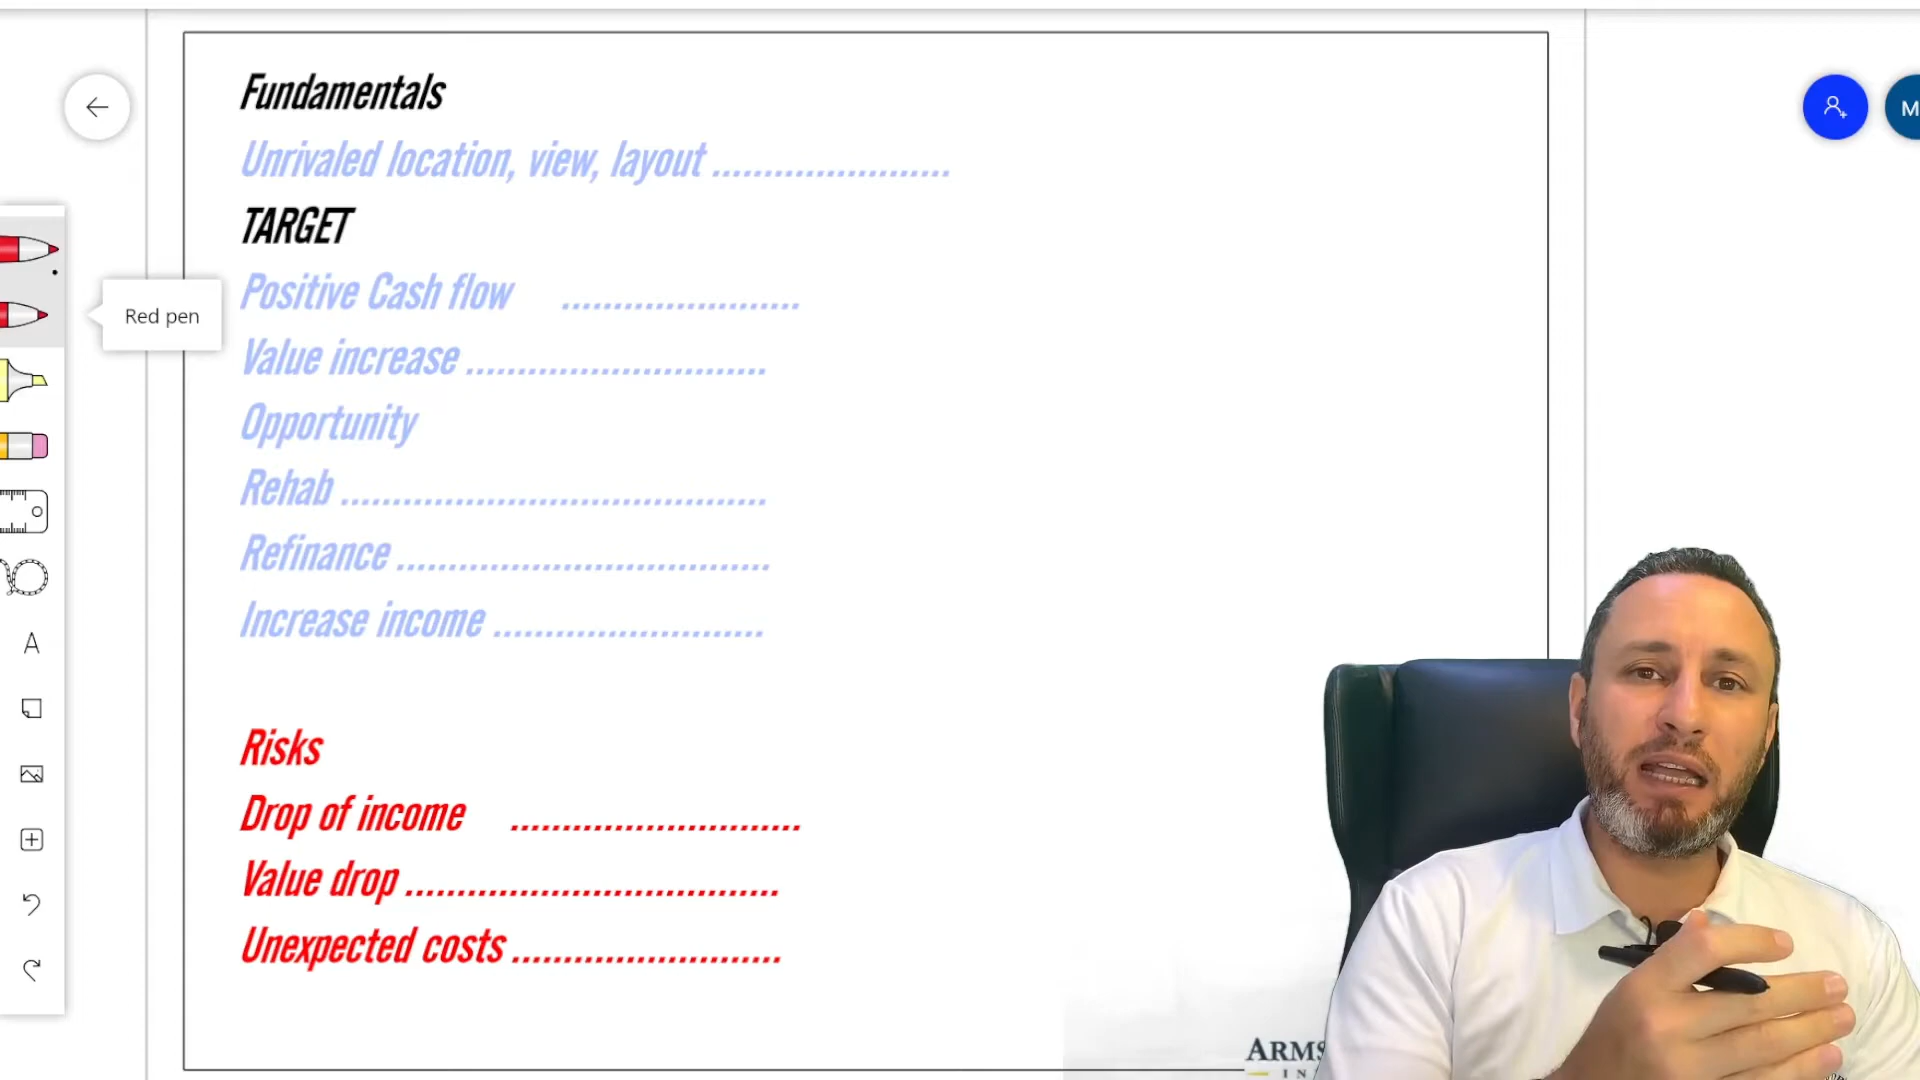 Fundamentals
Unrivaled location, view, layout .......................
TARGET
Positive Cash flow .......................
Value increase .............................
Opportunity
Rehab .........................................
Refinance ....................................
Increase income ..........................
Red pen
Risks
Drop of income ............................
Value drop ....................................
Unexpected costs ..........................
M
A